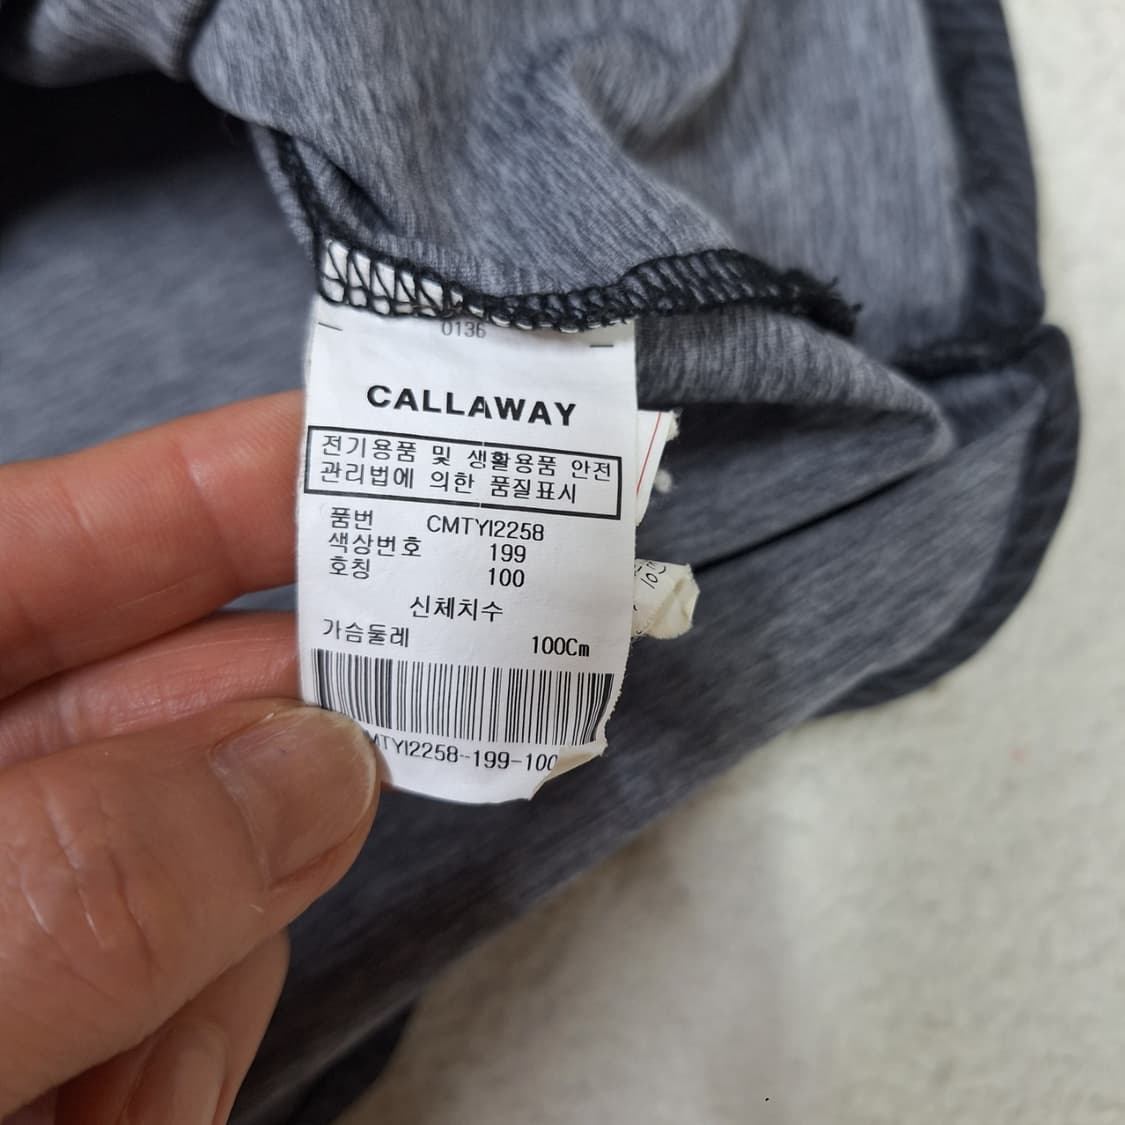 0136
CALLAWAY
전기용품 및 생활용품 안전
관리법에 의한 품질표시
품번 CMTYI2258
색상번호 199
호칭 100
신체치수
가슴둘레 100Cm
MTYI2258-199-100